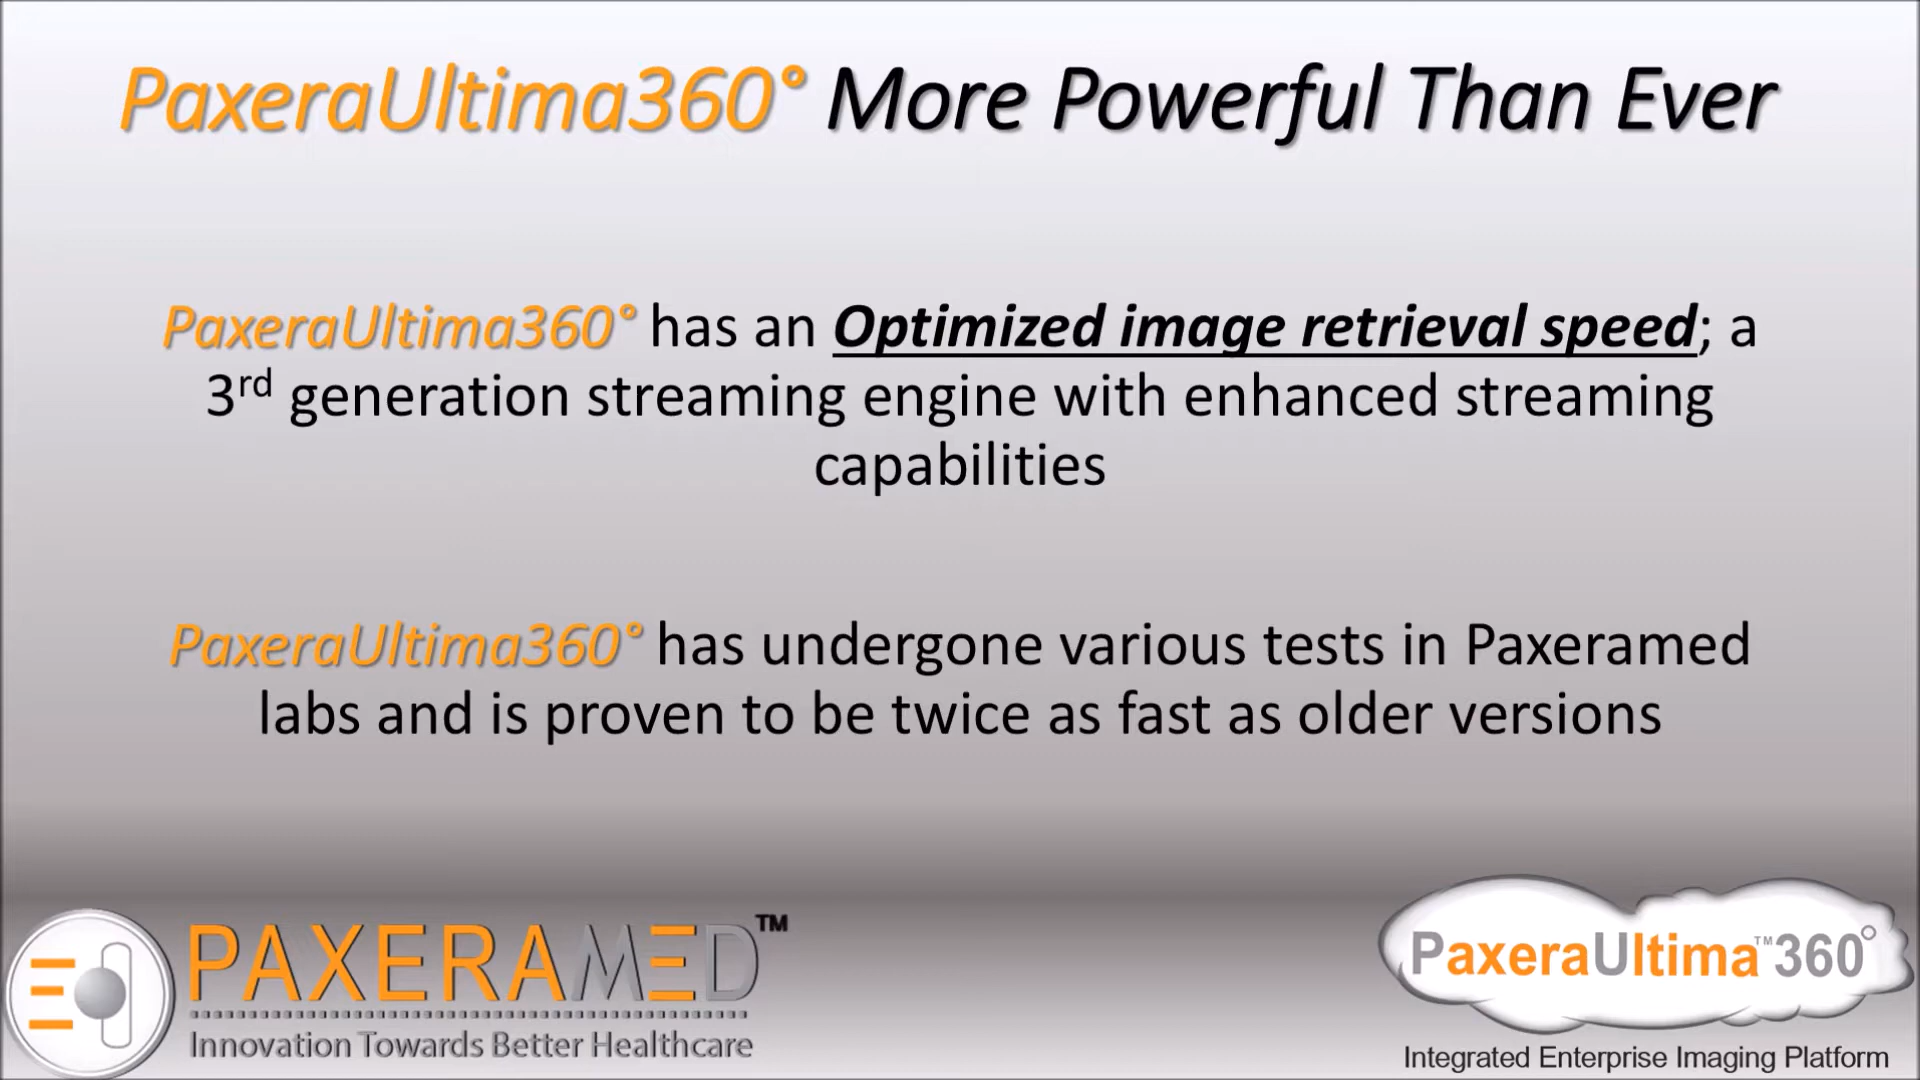 PaxeraUltima360° More Powerful Than Ever
PaxeraUltima360° has an Optimized image retrieval speed; a
3rd generation streaming engine with enhanced streaming
capabilities
PaxeraUltima360° has undergone various tests in Paxeramed
labs and is proven to be twice as fast as older versions
PAXERAMED™
Innovation Towards Better Healthcare
PaxeraUltima™360°
Integrated Enterprise Imaging Platform